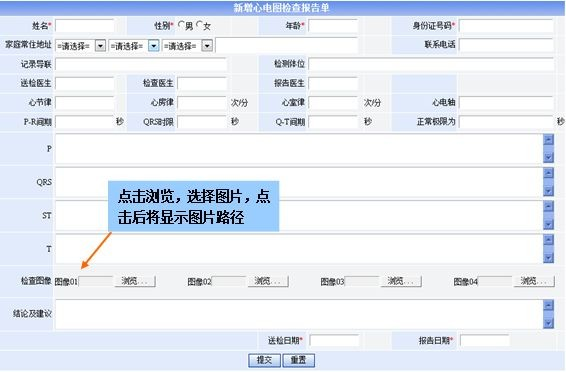 新增心电图检查报告单
姓名* 性别* 男 女 年龄* 身份证号码*
家庭常住地址 =请选择= =请选择= =请选择= 联系电话
记录导联 检测体位
送检医生 检查医生 报告医生
心节律 心房律 次/分 心室律 次/分 心电轴
P-R间期 秒 QRS时限 秒 Q-T间期 秒 正常极限为 秒
P
QRS
点击浏览，选择图片，点
击后将显示图片路径
ST
T
检查图像 图像01 浏览... 图像02 浏览... 图像03 浏览... 图像04 浏览...
结论及建议
送检日期* 报告日期*
提交 重置